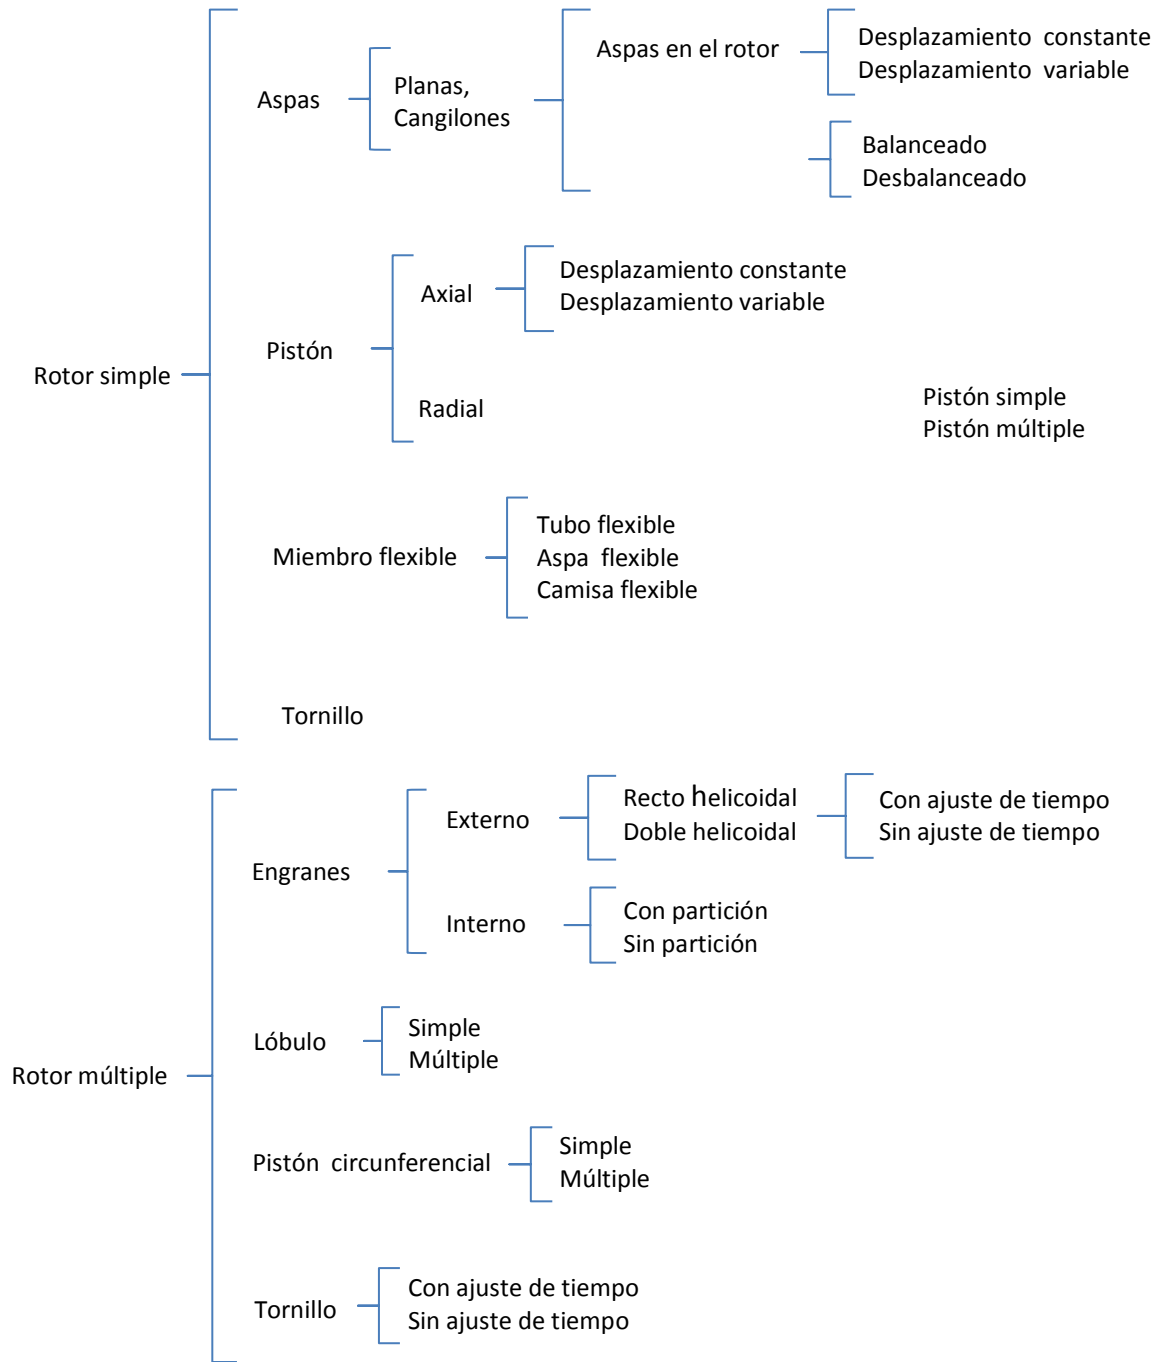 Rotor simple
Aspas
Planas,
Cangilones
Aspas en el rotor
Desplazamiento constante
Desplazamiento variable
Balanceado
Desbalanceado
Pistón
Axial
Desplazamiento constante
Desplazamiento variable
Radial
Pistón simple
Pistón múltiple
Miembro flexible
Tubo flexible
Aspa flexible
Camisa flexible
Tornillo
Rotor múltiple
Engranes
Externo
Recto helicoidal
Doble helicoidal
Con ajuste de tiempo
Sin ajuste de tiempo
Interno
Con partición
Sin partición
Lóbulo
Simple
Múltiple
Pistón circunferencial
Simple
Múltiple
Tornillo
Con ajuste de tiempo
Sin ajuste de tiempo